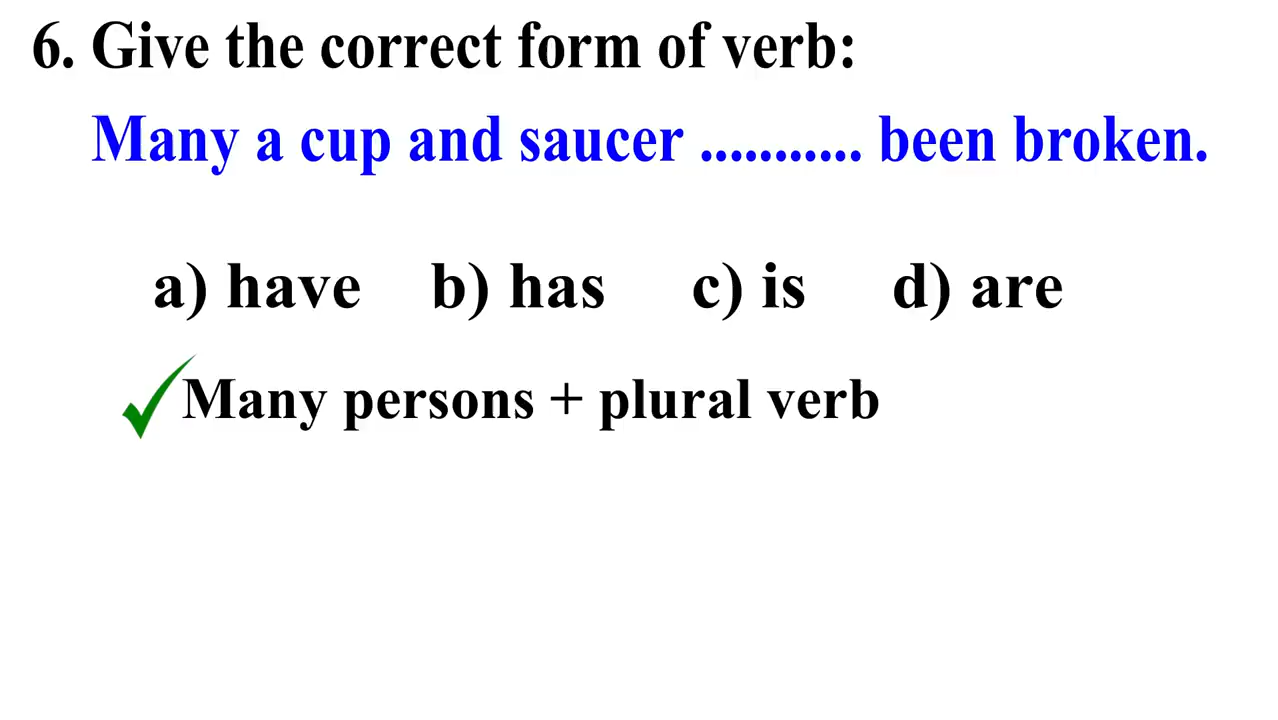 6. Give the correct form of verb:
Many a cup and saucer ........... been broken.
a) have b) has c) is d) are
Many persons + plural verb